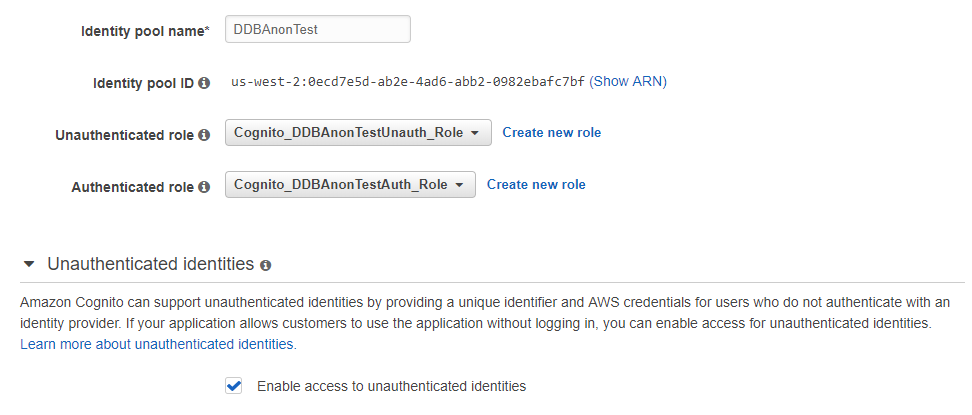 Identity pool name* DDBAnonTest
Identity pool ID us-west-2:0ecd7e5d-ab2e-4ad6-abb2-0982ebafc7bf (Show ARN)
Unauthenticated role Cognito_DDBAnonTestUnauth_Role Create new role
Authenticated role Cognito_DDBAnonTestAuth_Role Create new role
Unauthenticated identities
Amazon Cognito can support unauthenticated identities by providing a unique identifier and AWS credentials for users who do not authenticate with an
identity provider. If your application allows customers to use the application without logging in, you can enable access for unauthenticated identities.
Learn more about unauthenticated identities.
Enable access to unauthenticated identities